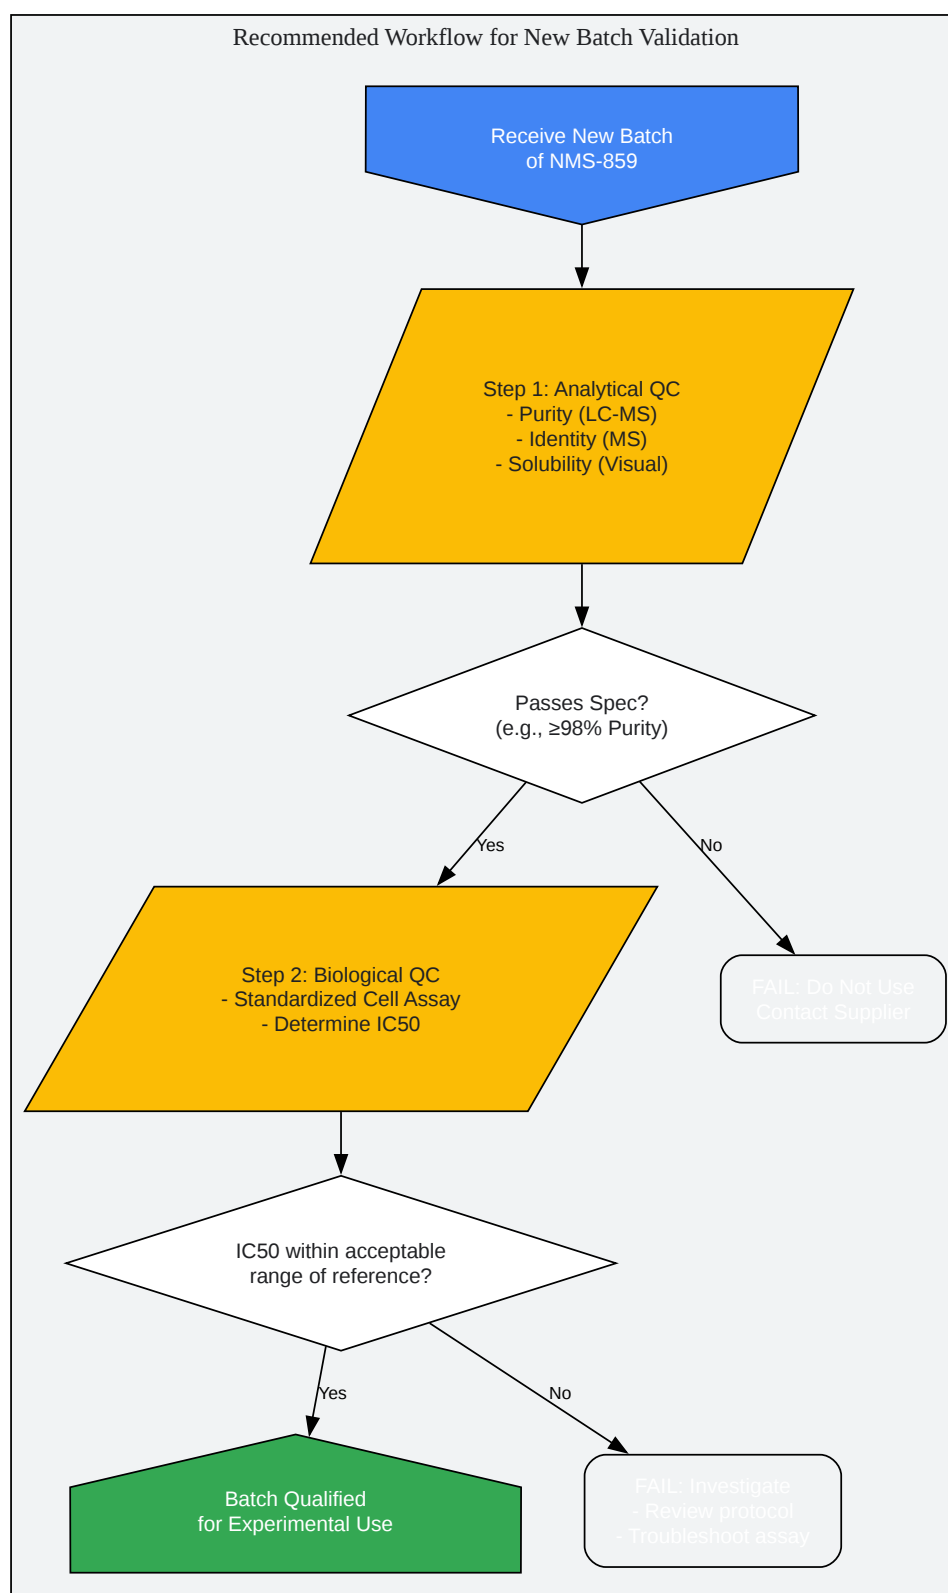 Recommended Workflow for New Batch Validation
Receive New Batch
of NMS-859
Step 1: Analytical QC
- Purity (LC-MS)
- Identity (MS)
- Solubility (Visual)
Passes Spec?
(e.g., ≥98% Purity)
Yes
No
Step 2: Biological QC
- Standardized Cell Assay
- Determine IC50
FAIL: Do Not Use
Contact Supplier
IC50 within acceptable
range of reference?
Yes
No
Batch Qualified
for Experimental Use
FAIL: Investigate
- Review protocol
- Troubleshoot assay